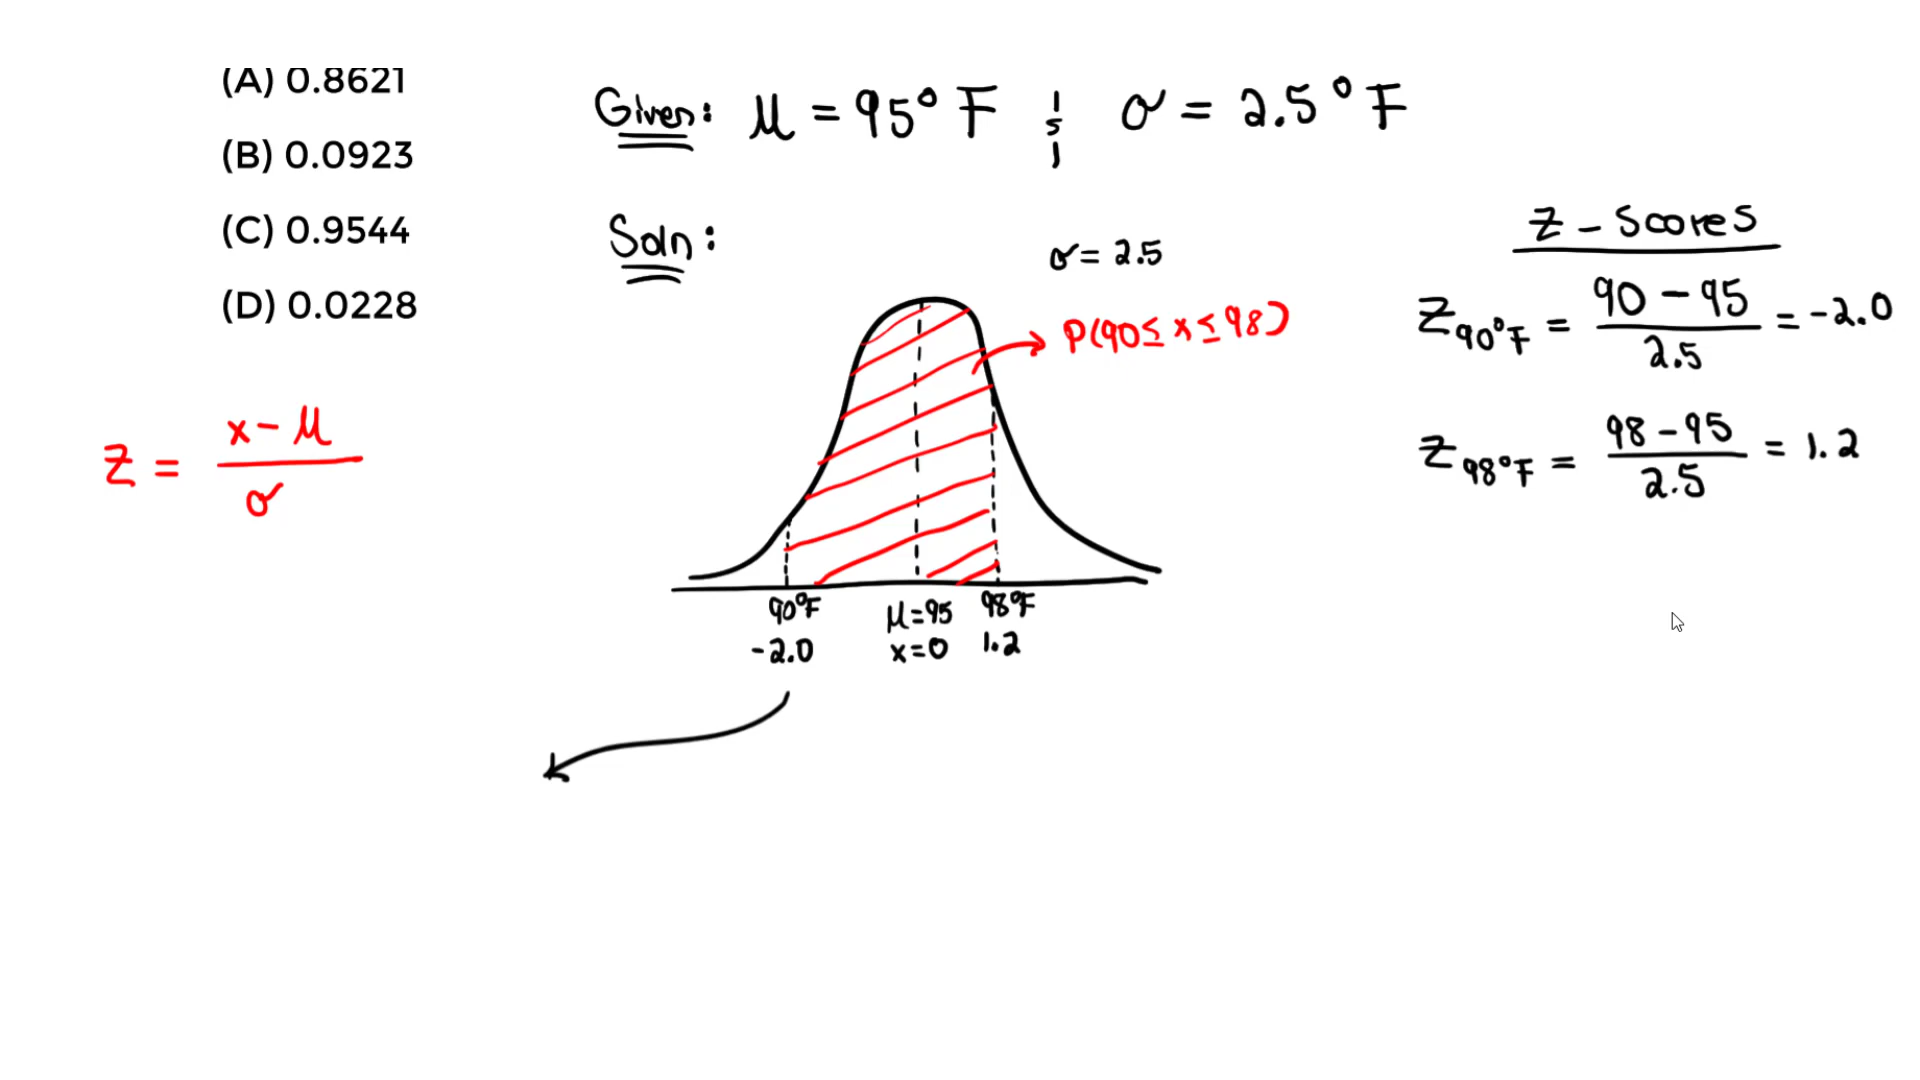 (A) 0.8621
(B) 0.0923
(C) 0.9544
(D) 0.0228
Given: μ = 95° F ; σ = 2.5° F
Soln:
σ = 2.5
P(90 ≤ x ≤ 98)
z = x - μ / σ
90°F μ=95 98°F
-2.0 x=0 1.2
Z - Scores
Z90°F = 90 - 95 / 2.5 = -2.0
Z98°F = 98 - 95 / 2.5 = 1.2